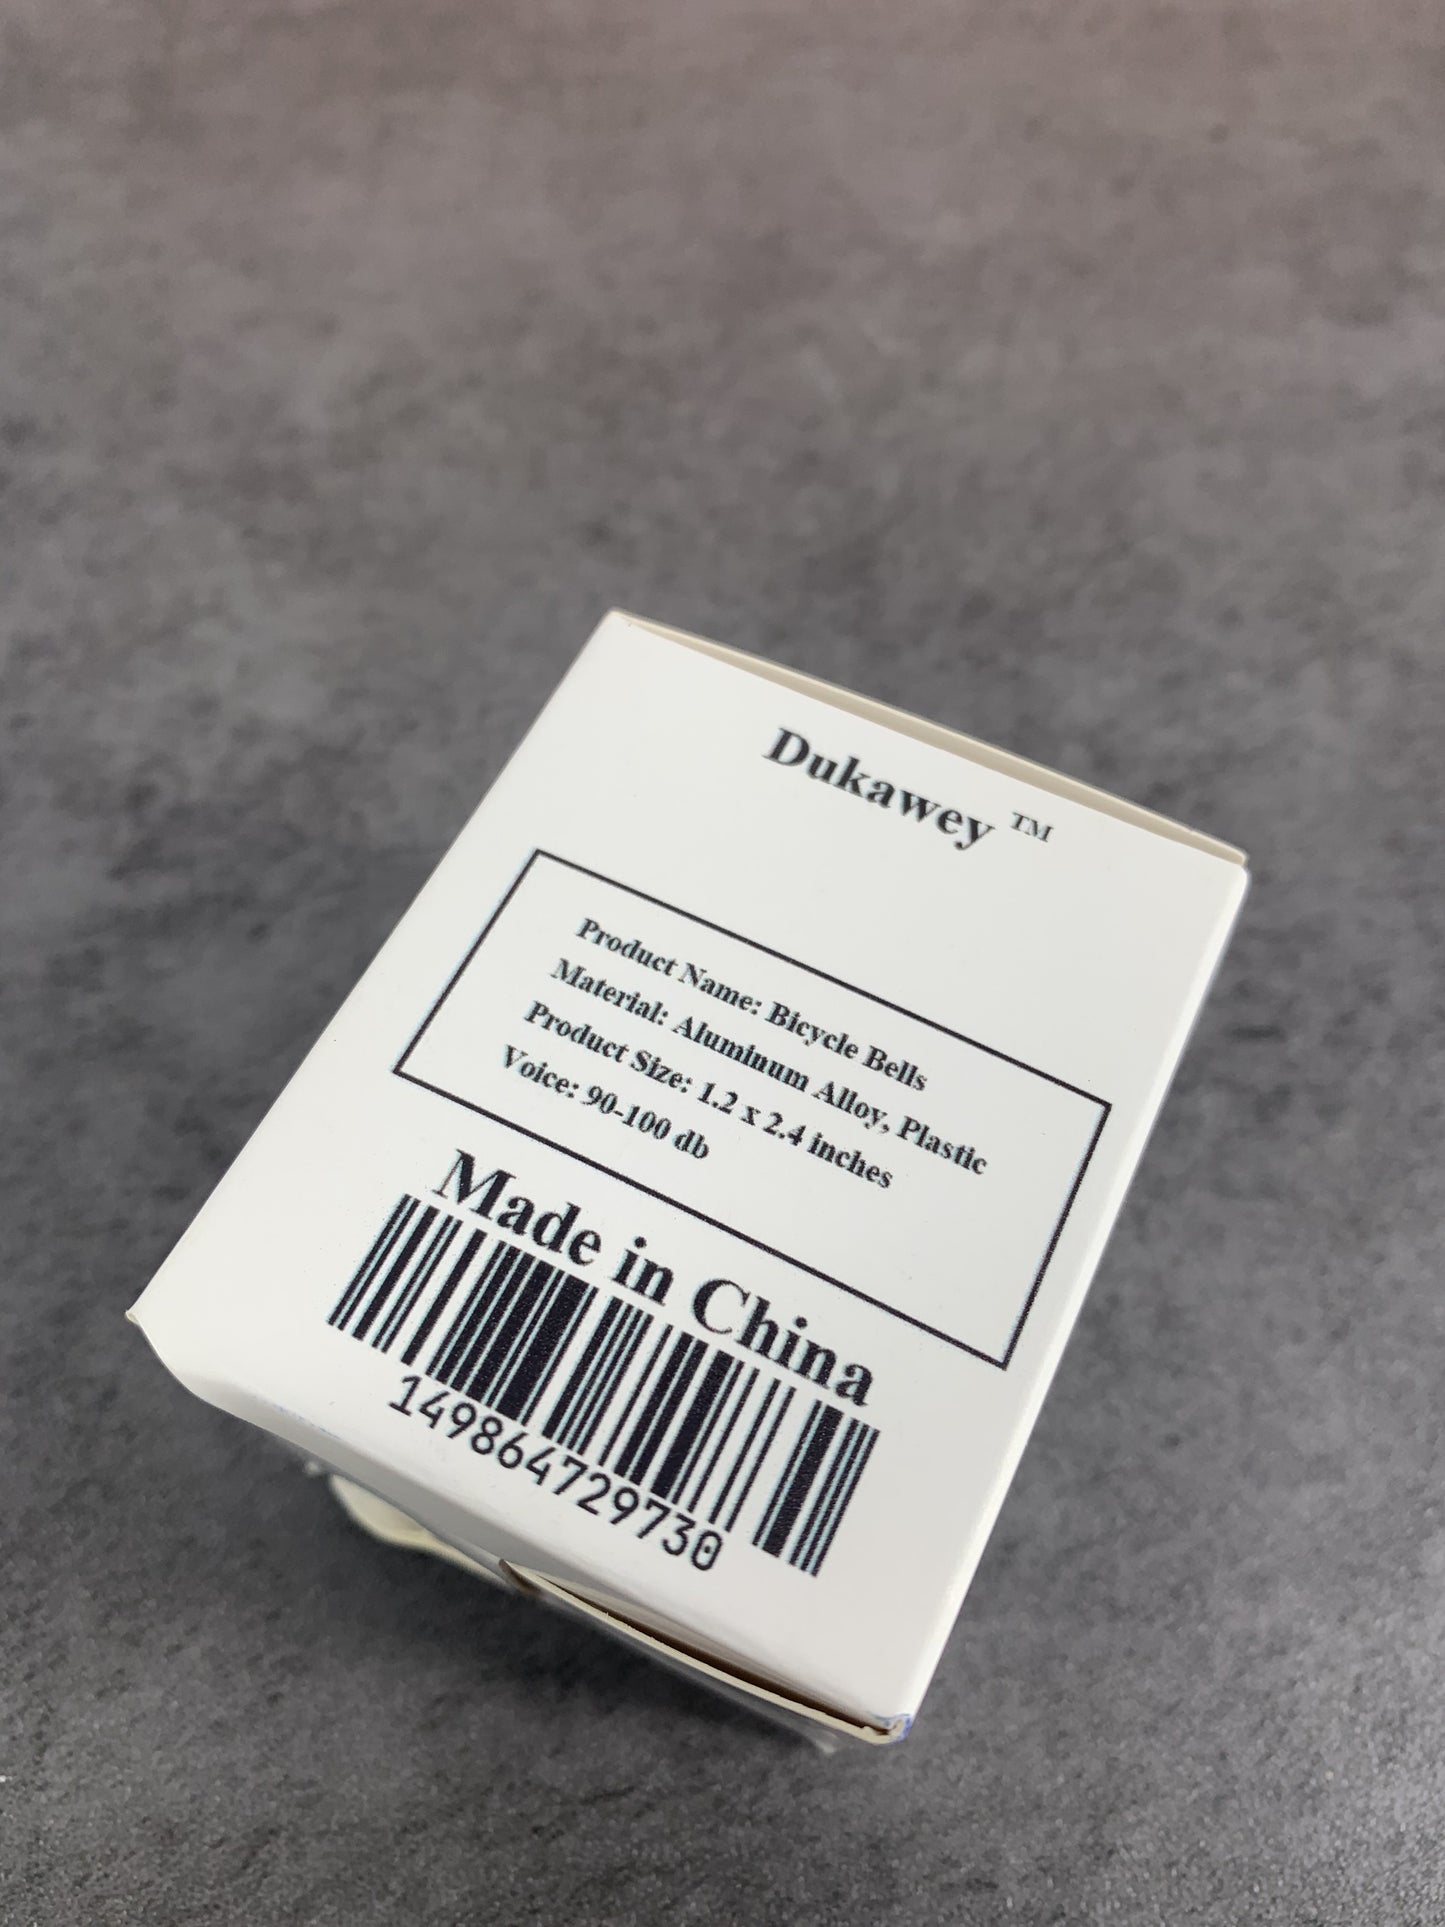 Dukawey ™
Product Name: Bicycle Bells
Material: Aluminum Alloy, Plastic
Product Size: 1.2 x 2.4 inches
Voice: 90-100 db
Made in China
1498647729730